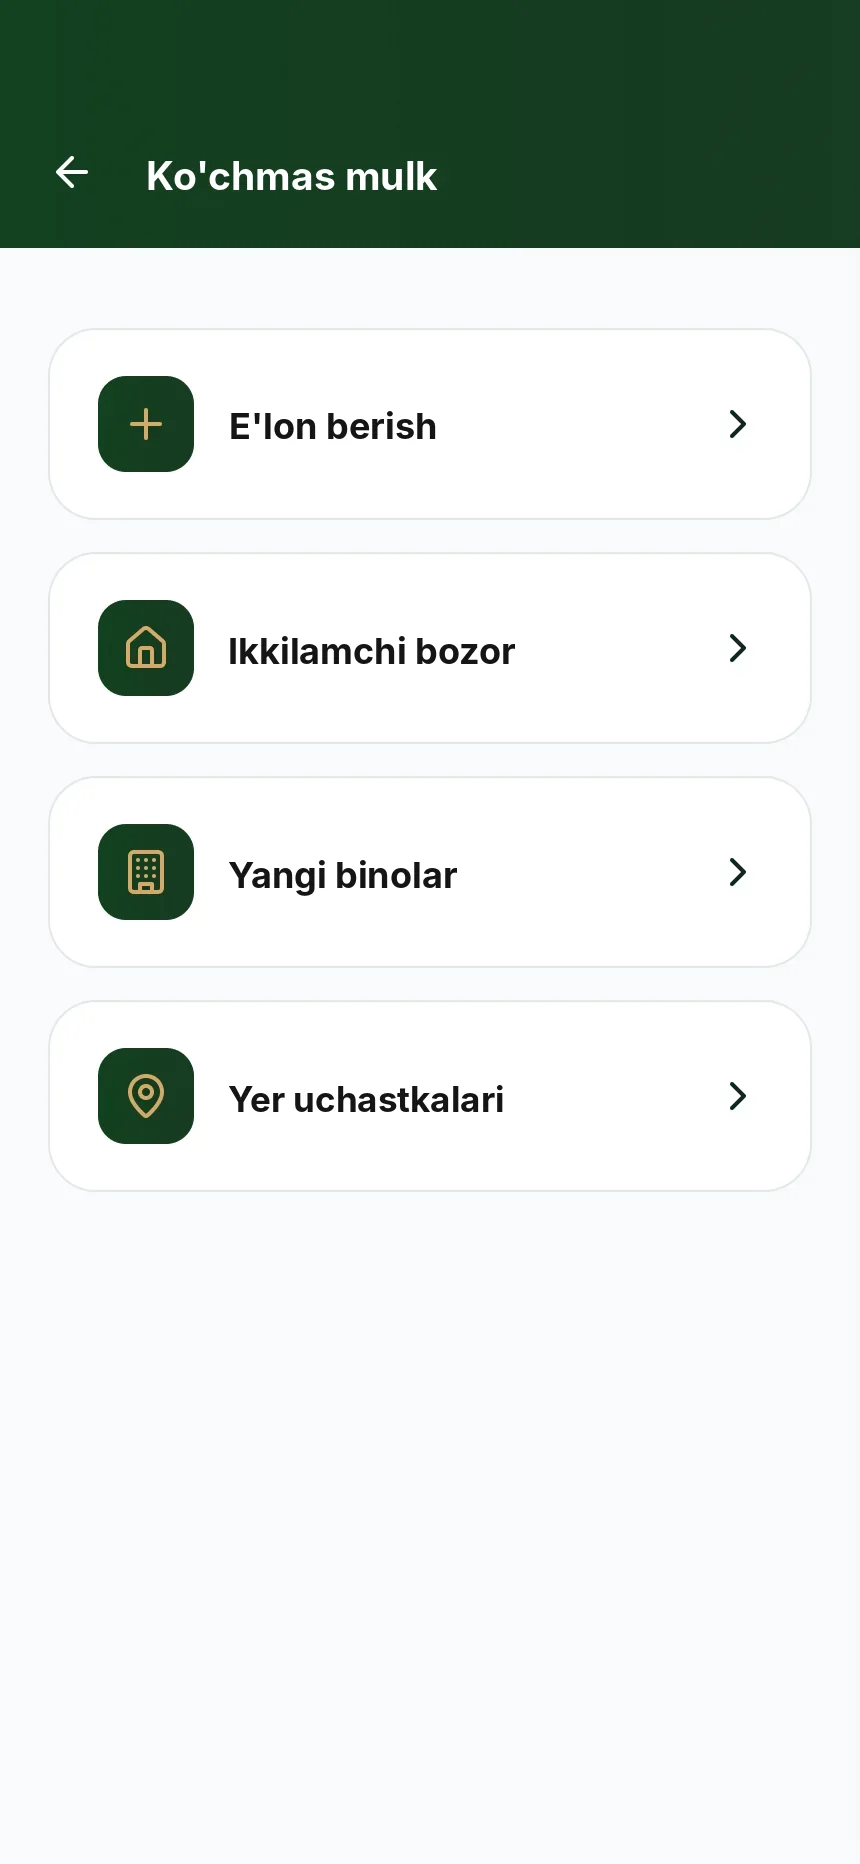 Ko'chmas mulk
E'lon berish
Ikkilamchi bozor
Yangi binolar
Yer uchastkalari